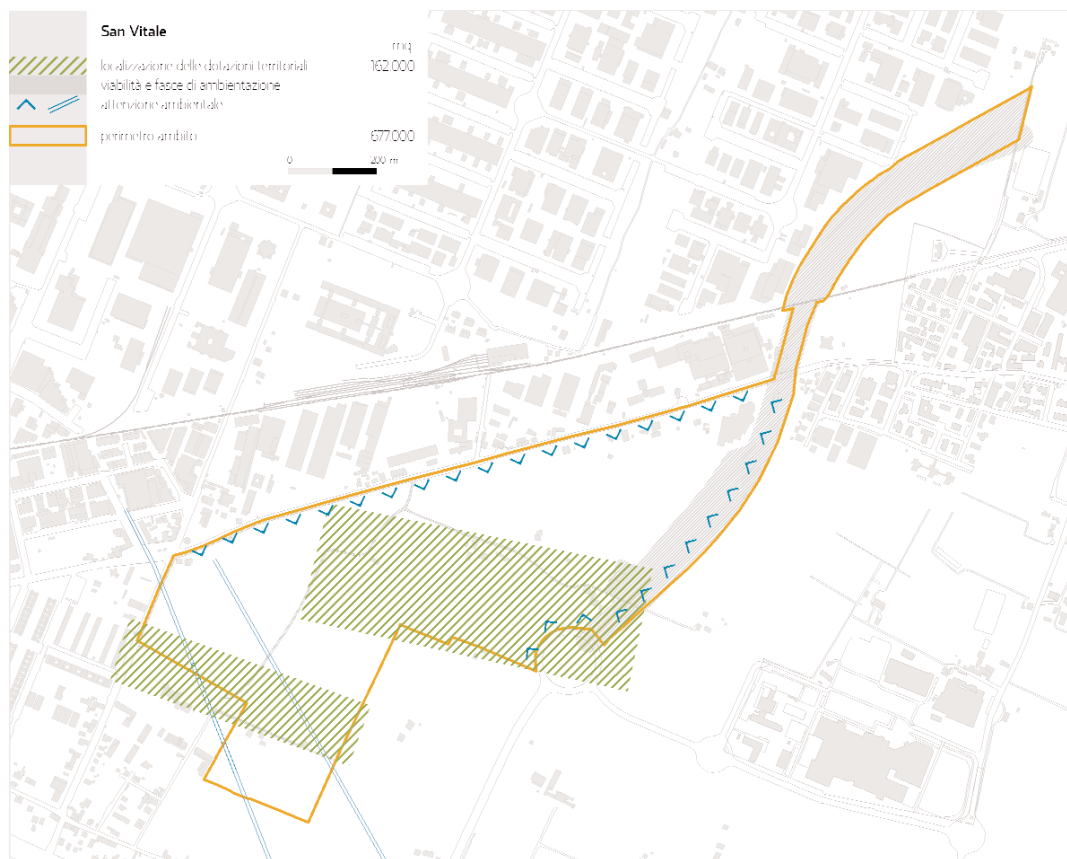 San Vitale
mq
localizzazione delle dotazioni territoriali 162.000
viabilità e fasce di ambientazione
attenzione ambientale
perimetro ambito 677.000
0 200 m